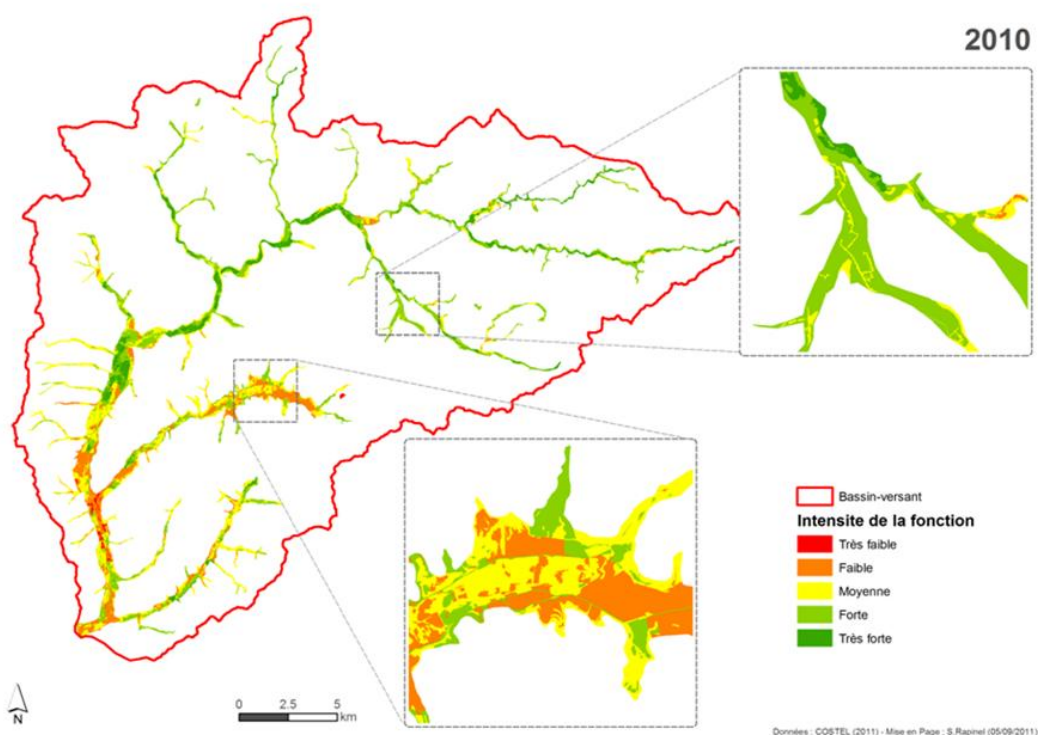 2010
Bassin-versant
Intensite de la fonction
Très faible
Faible
Moyenne
Forte
Très forte
0 2.5 5
km
N
Données : COSTEL (2011) - Mise en Page : S.Rapinel (05/09/2011)